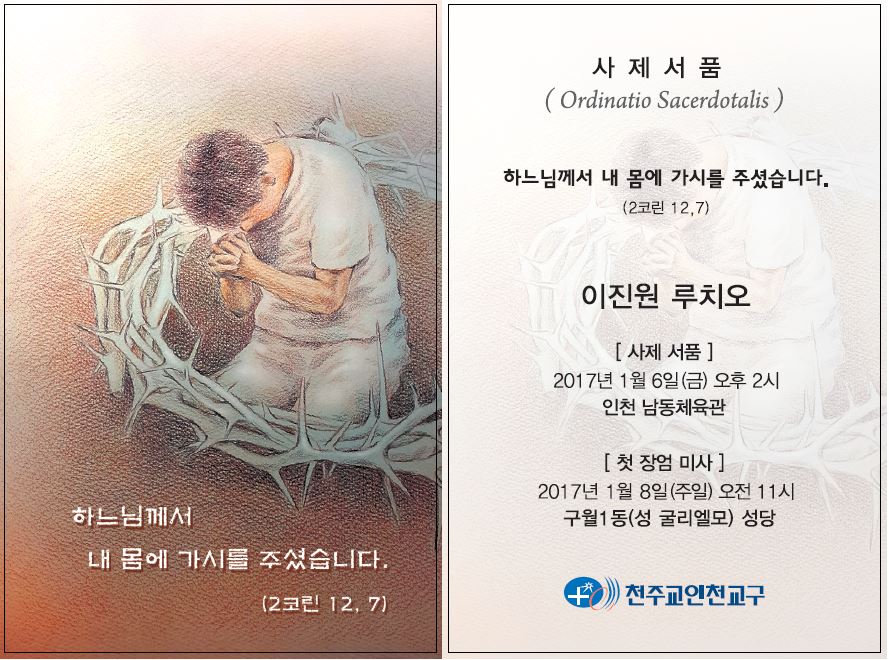 하느님께서
내 몸에 가시를 주셨습니다.
(2코린 12, 7)
사 제 서 품
( Ordinatio Sacerdotalis )
하느님께서 내 몸에 가시를 주셨습니다.
(2코린 12,7)
이진원 루치오
[ 사제 서품 ]
2017년 1월 6일(금) 오후 2시
인천 남동체육관
[ 첫 장엄 미사 ]
2017년 1월 8일(주일) 오전 11시
구월1동(성 굴리엘모) 성당
천주교인천교구